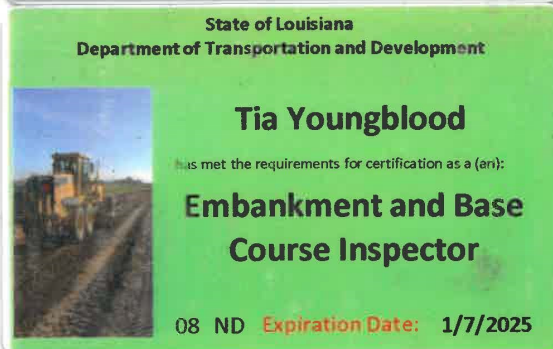 State of Louisiana
Department of Transportation and Development
Tia Youngblood
has met the requirements for certification as a (an):
Embankment and Base
Course Inspector
08 ND Expiration Date: 1/7/2025